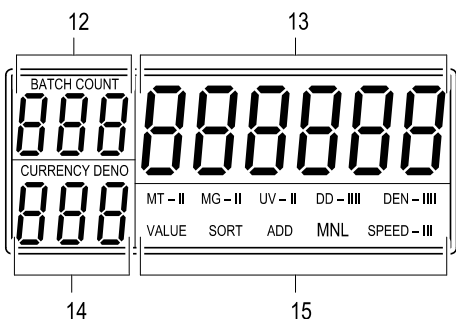 12 13
BATCH COUNT
888 888888
CURRENCY DENO
888
MT – II MG – II UV – II DD – IIII DEN – IIII
VALUE SORT ADD MNL SPEED – III
14 15